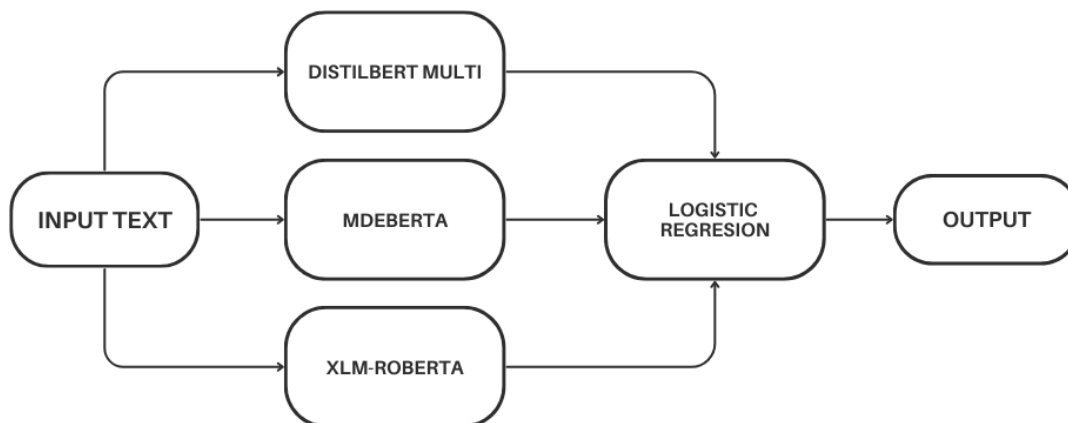 DISTILBERT MULTI
INPUT TEXT
MDEBERTA
LOGISTIC
REGRESION
OUTPUT
XLM-ROBERTA